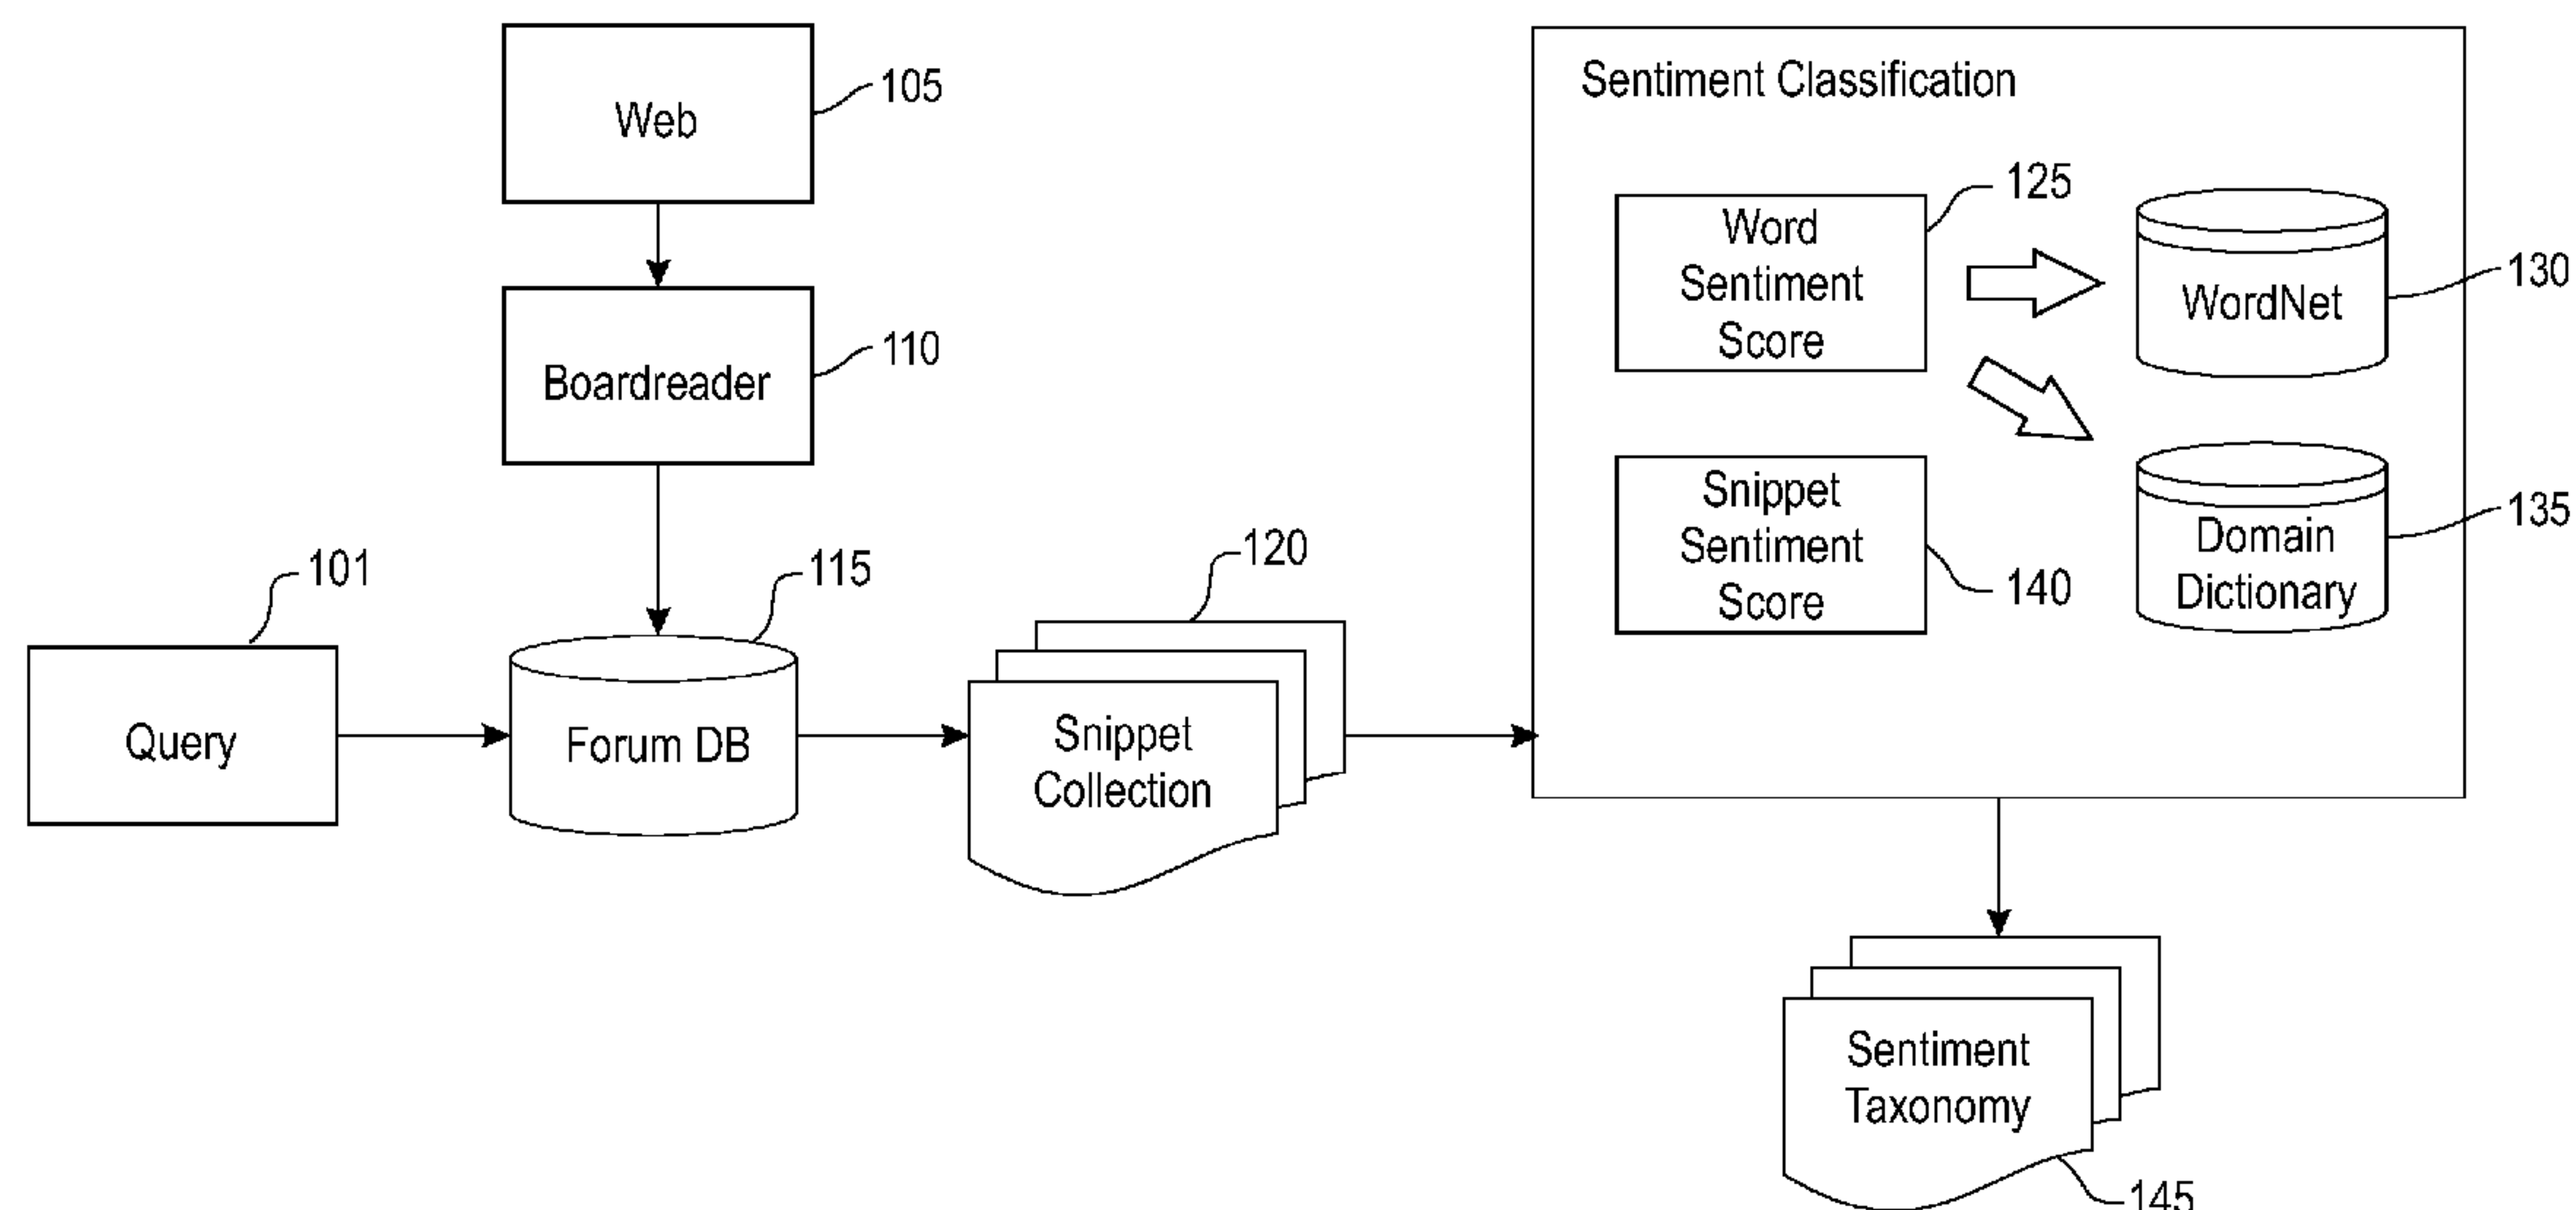 Web
105
Boardreader
110
Query
101
Forum DB
115
Snippet
Collection
120
Sentiment Classification
Word
Sentiment
Score
125
WordNet
130
Snippet
Sentiment
Score
140
Domain
Dictionary
135
Sentiment
Taxonomy
145